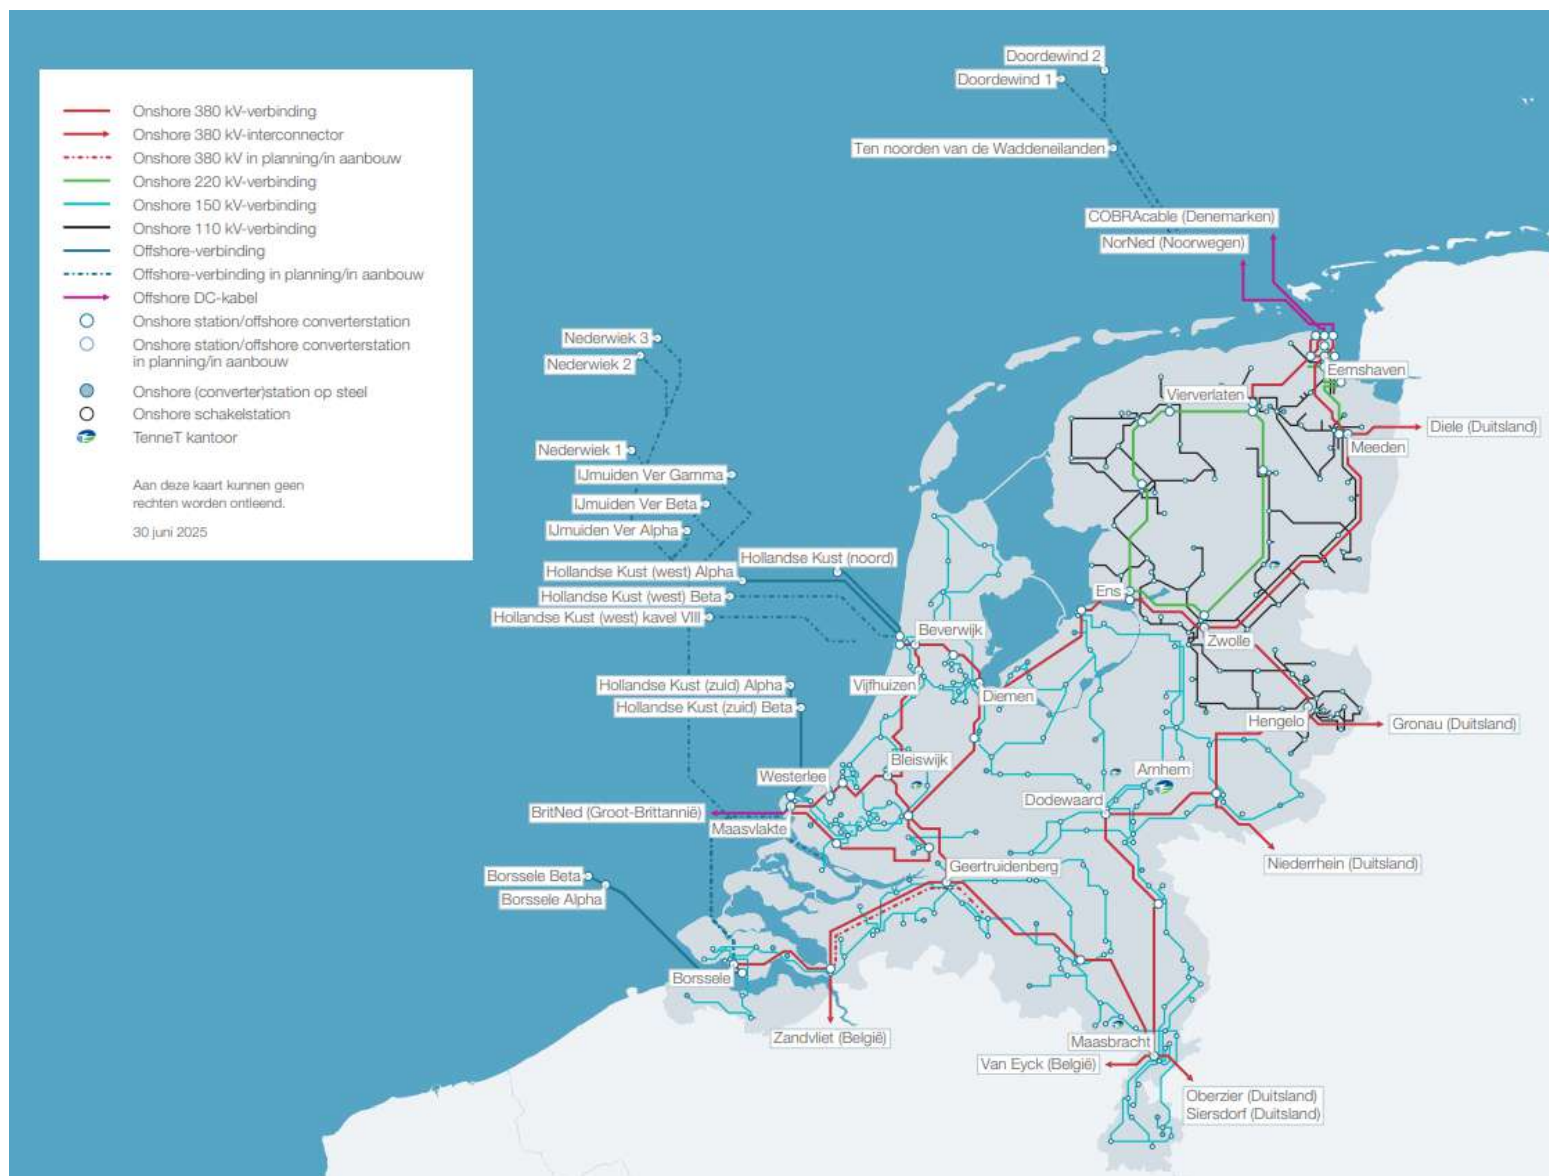 Onshore 380 kV-verbinding
Onshore 380 kV-interconnector
Onshore 380 kV in planning/in aanbouw
Onshore 220 kV-verbinding
Onshore 150 kV-verbinding
Onshore 110 kV-verbinding
Offshore-verbinding
Offshore-verbinding in planning/in aanbouw
Offshore DC-kabel
Onshore station/offshore converterstation
Onshore station/offshore converterstation
in planning/in aanbouw
Onshore (converter)station op steel
Onshore schakelstation
TenneT kantoor
Aan deze kaart kunnen geen
rechten worden ontleend.
30 juni 2025
Doordewind 2
Doordewind 1
Ten noorden van de Waddeneilanden
COBRAcable (Denemarken)
NorNed (Noorwegen)
Nederwiek 3
Nederwiek 2
Eemshaven
Vierverlaten
Diele (Duitsland)
Meeden
Nederwiek 1
IJmuiden Ver Gamma
IJmuiden Ver Beta
IJmuiden Ver Alpha
Hollandse Kust (noord)
Hollandse Kust (west) Alpha
Hollandse Kust (west) Beta
Hollandse Kust (west) kavel VIII
Ens
Beverwijk
Zwolle
Vijfhuizen
Diemen
Hollandse Kust (zuid) Alpha
Hollandse Kust (zuid) Beta
Hengelo
Gronau (Duitsland)
Bleiswijk
Westerlee
Arnhem
Dodewaard
BritNed (Groot-Brittannië)
Maasvlakte
Niederrhein (Duitsland)
Geertruidenberg
Borssele Beta
Borssele Alpha
Borssele
Zandvliet (België)
Maasbracht
Van Eyck (België)
Oberzier (Duitsland)
Siersdorf (Duitsland)